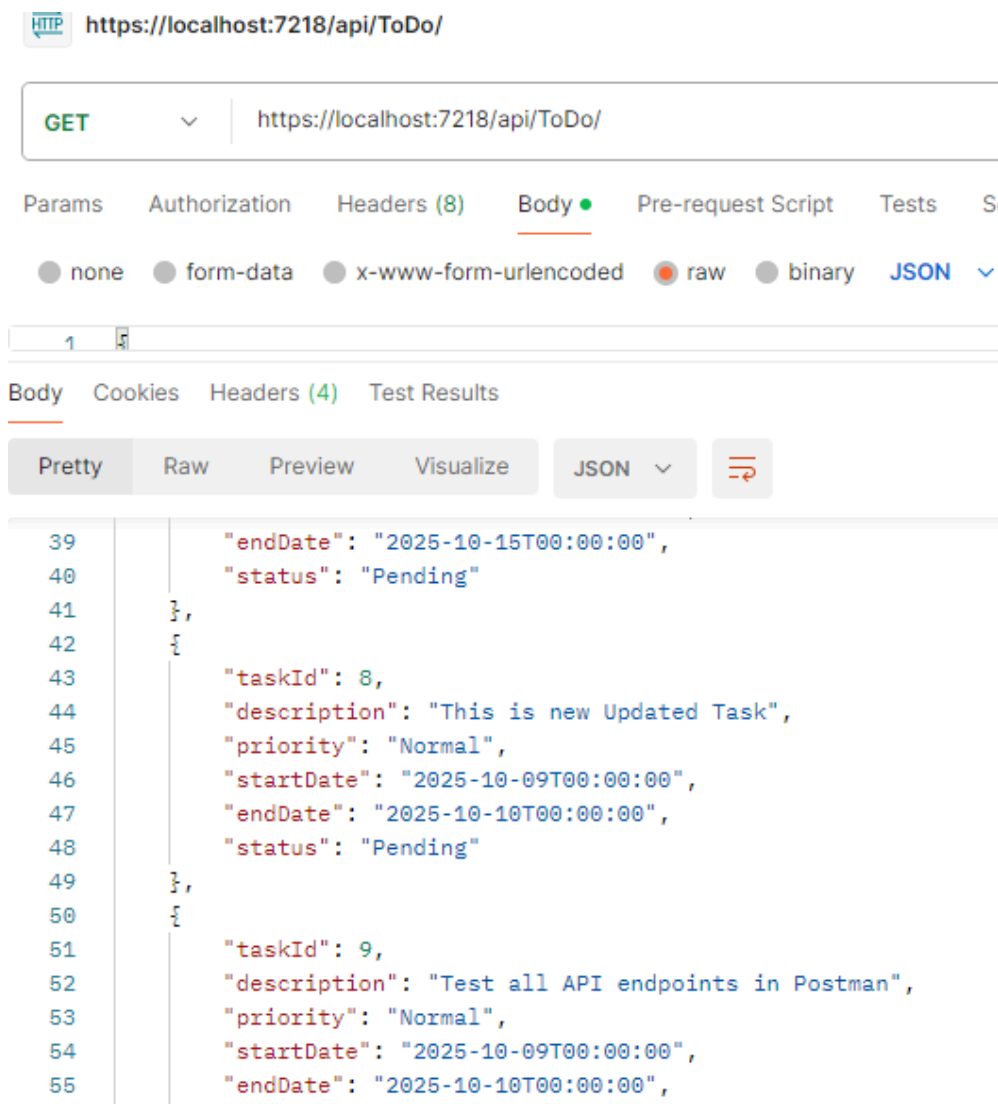 HTTP https://localhost:7218/api/ToDo/
GET https://localhost:7218/api/ToDo/
Params Authorization Headers (8) Body Pre-request Script Tests
none form-data x-www-form-urlencoded raw binary JSON
1 {
Body Cookies Headers (4) Test Results
Pretty Raw Preview Visualize JSON
39 "endDate": "2025-10-15T00:00:00",
40 "status": "Pending"
41 },
42 {
43 "taskId": 8,
44 "description": "This is new Updated Task",
45 "priority": "Normal",
46 "startDate": "2025-10-09T00:00:00",
47 "endDate": "2025-10-10T00:00:00",
48 "status": "Pending"
49 },
50 {
51 "taskId": 9,
52 "description": "Test all API endpoints in Postman",
53 "priority": "Normal",
54 "startDate": "2025-10-09T00:00:00",
55 "endDate": "2025-10-10T00:00:00",